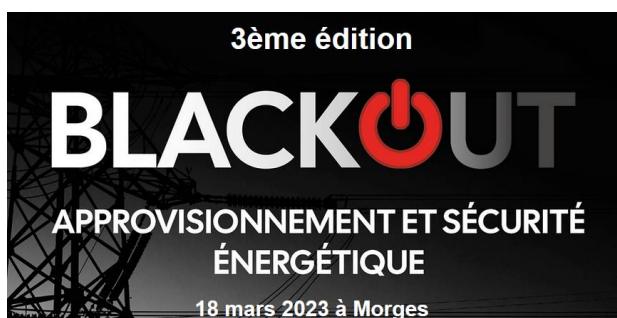 3ème édition
BLACKOUT
APPROVISIONNEMENT ET SÉCURITÉ
ÉNERGÉTIQUE
18 mars 2023 à Morges